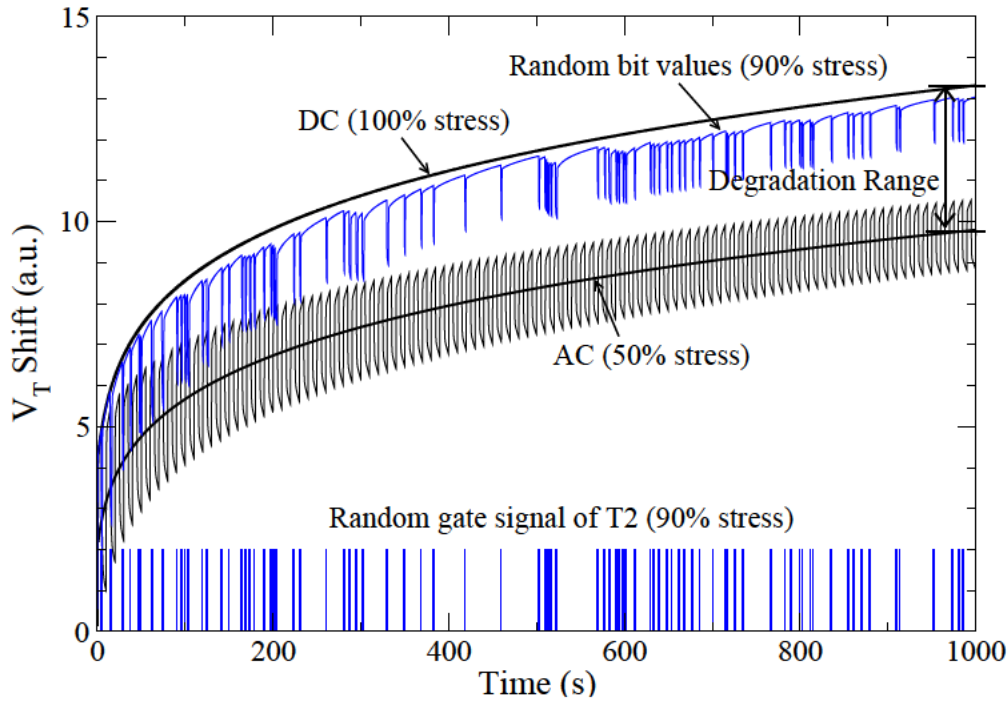 15
Random bit values (90% stress)
DC (100% stress)
10
Degradation Range
V_T Shift (a.u.)
AC (50% stress)
5
Random gate signal of T2 (90% stress)
0
0 200 400 600 800 1000
Time (s)